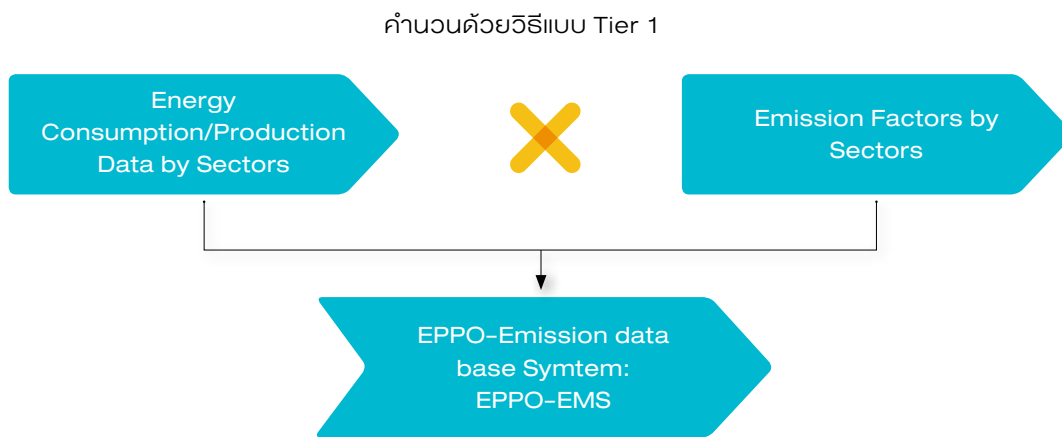 คำนวนด้วยวิธีแบบ Tier 1
Energy
Consumption/Production
Data by Sectors
Emission Factors by
Sectors
EPPO-Emission data
base Symtem:
EPPO-EMS